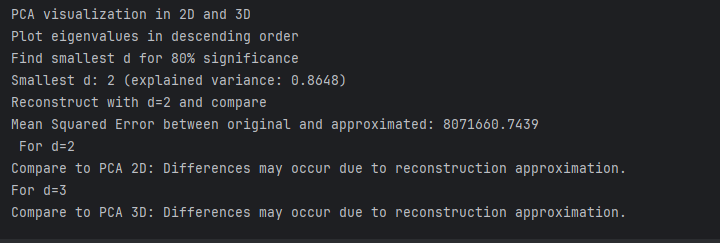 PCA visualization in 2D and 3D
Plot eigenvalues in descending order
Find smallest d for 80% significance
Smallest d: 2 (explained variance: 0.8648)
Reconstruct with d=2 and compare
Mean Squared Error between original and approximated: 8071660.7439
 For d=2
Compare to PCA 2D: Differences may occur due to reconstruction approximation.
For d=3
Compare to PCA 3D: Differences may occur due to reconstruction approximation.